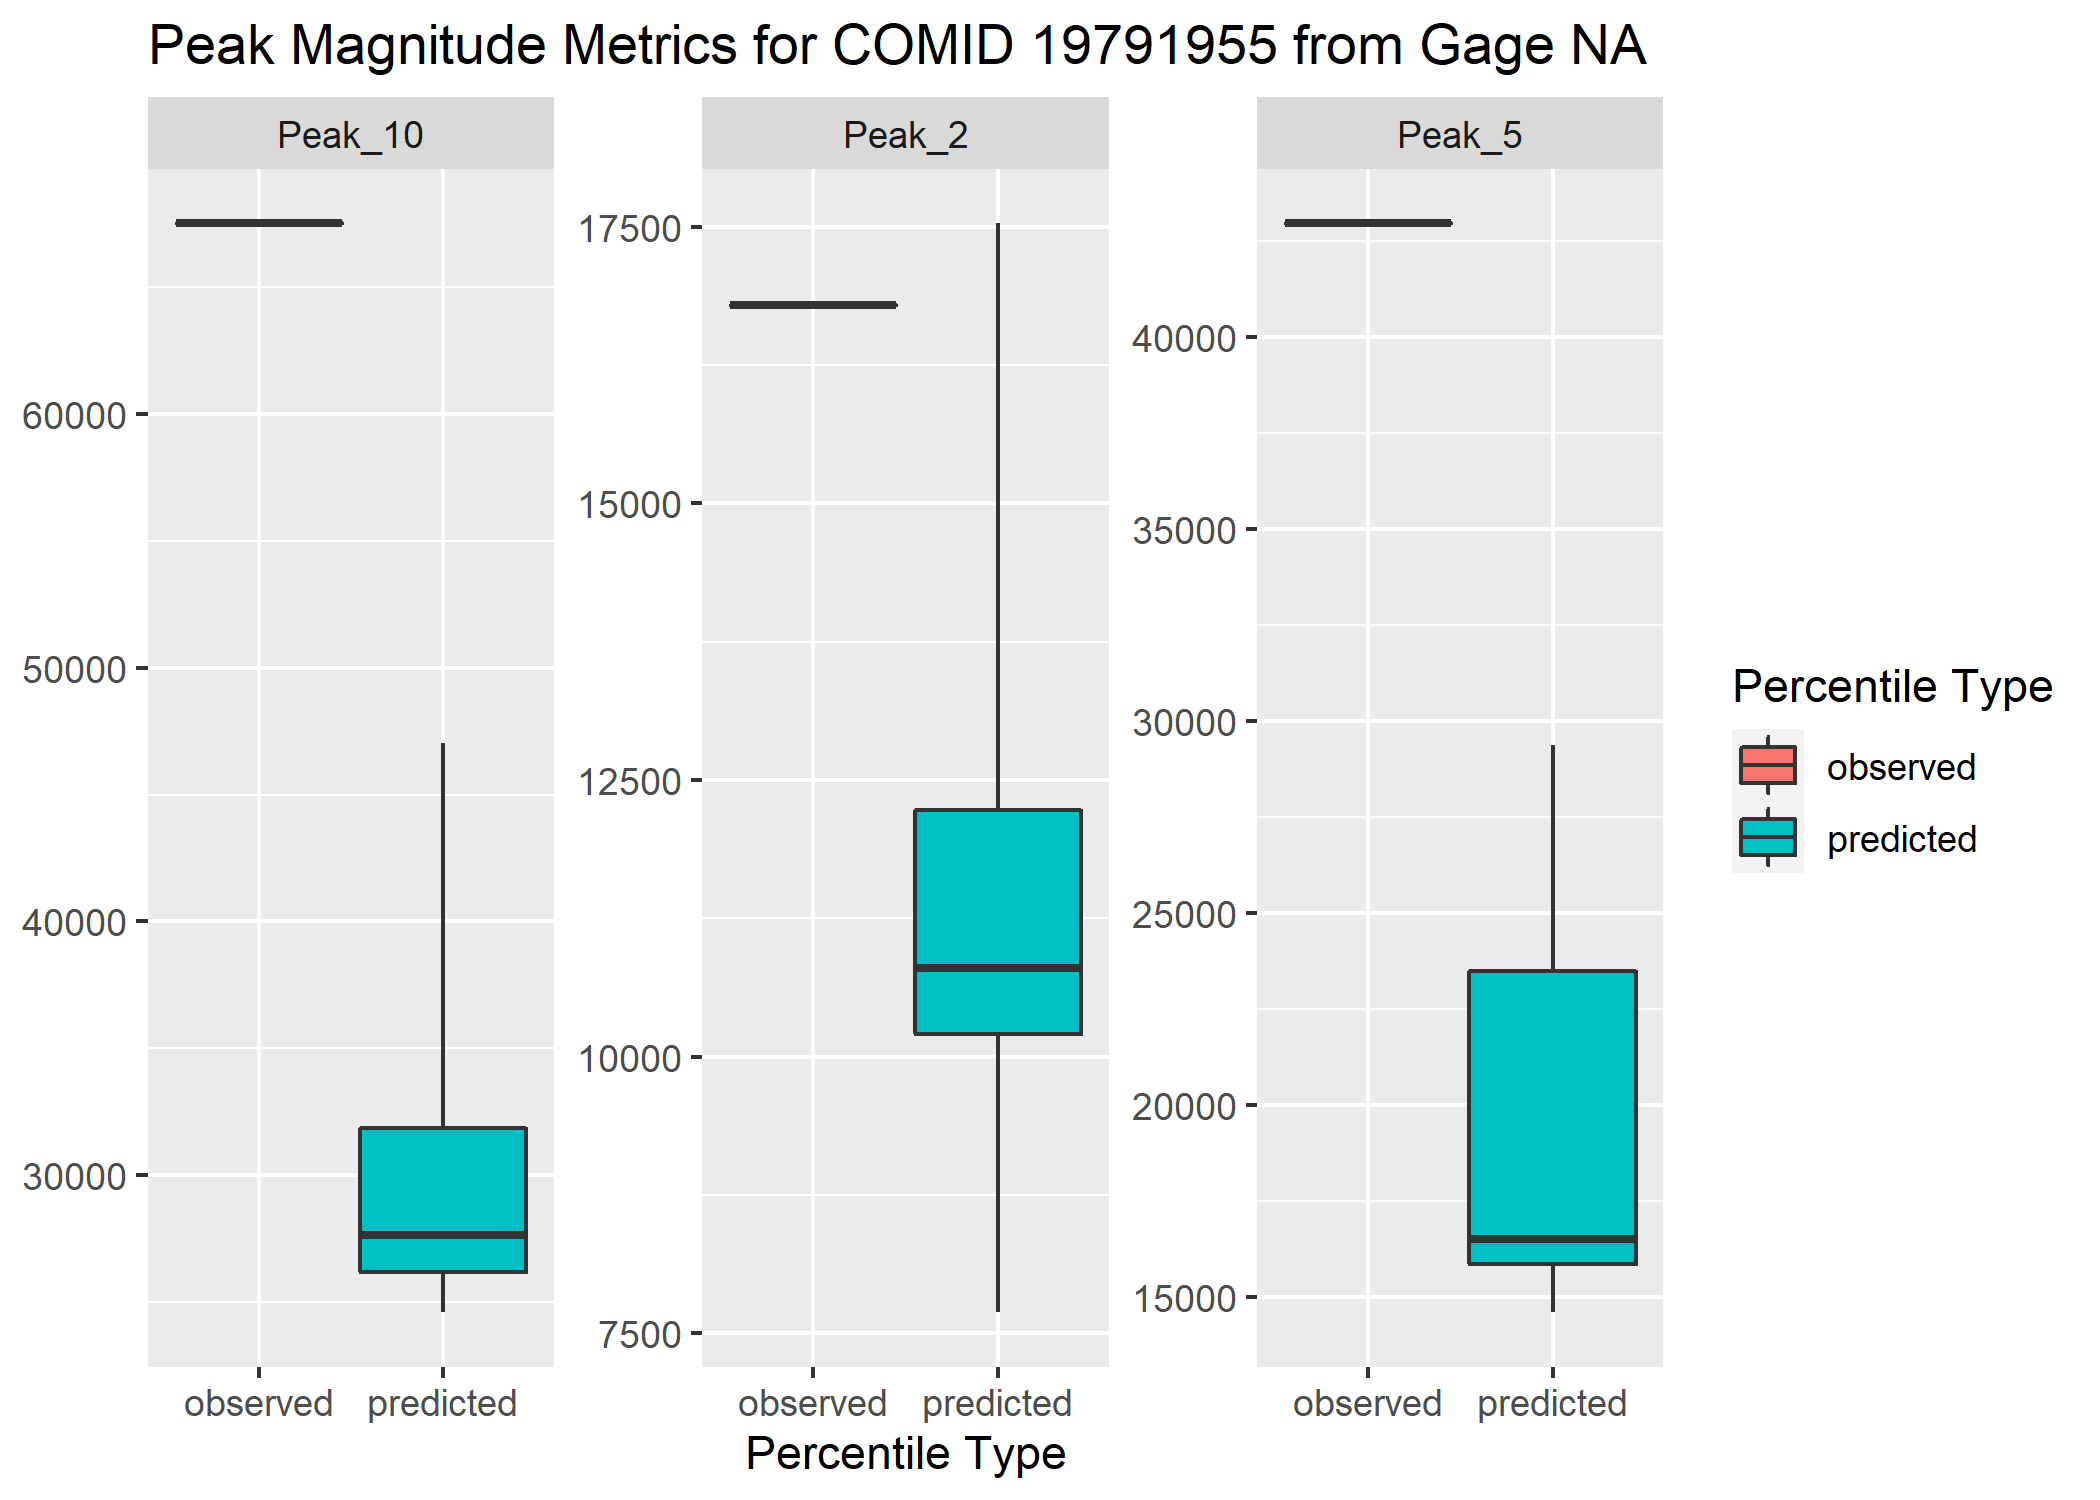 Peak Magnitude Metrics for COMID 19791955 from Gage NA
Peak_10
Peak_2
Peak_5
60000
50000
40000
30000
17500
15000
12500
10000
7500
40000
35000
30000
25000
20000
15000
observed predicted
observed predicted
observed predicted
Percentile Type
Percentile Type
observed
predicted